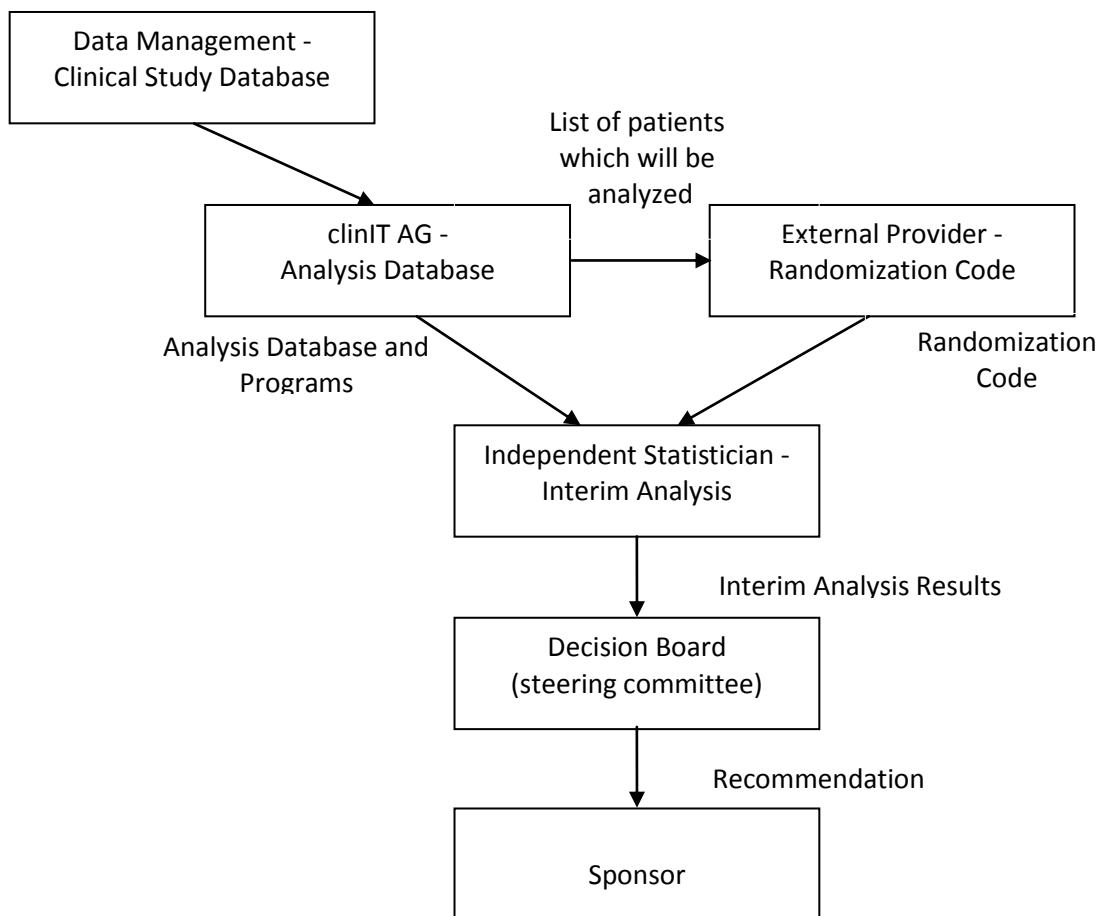 Data Management -
Clinical Study Database
List of patients
which will be
analyzed
clinIT AG -
Analysis Database
External Provider -
Randomization Code
Analysis Database and
Programs
Randomization
Code
Independent Statistician -
Interim Analysis
Interim Analysis Results
Decision Board
(steering committee)
Recommendation
Sponsor